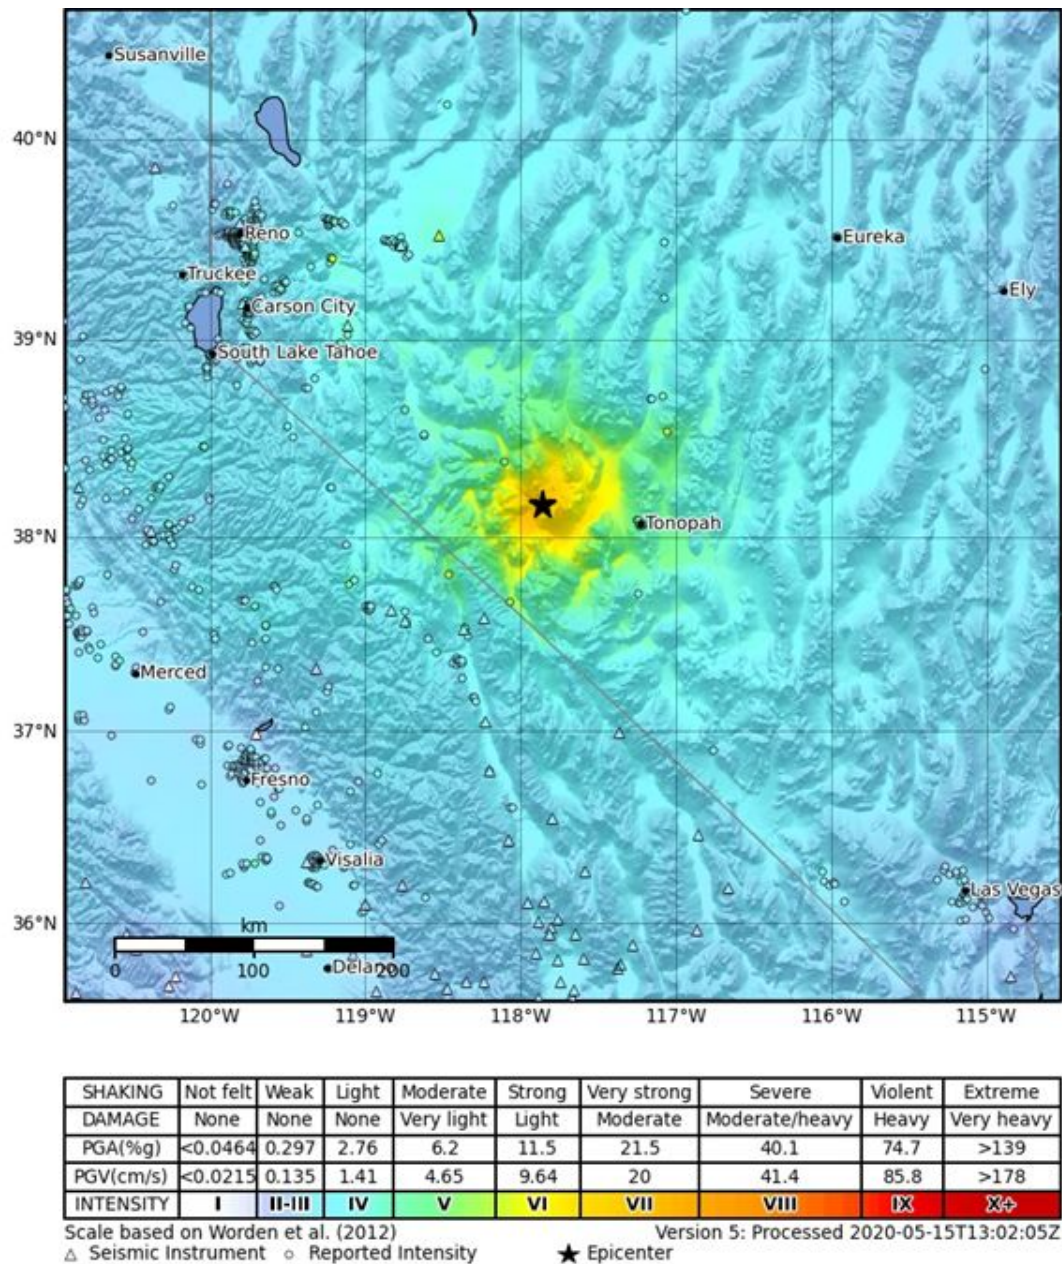 Susanville
40°N
Reno
Eureka
Truckee
Ely
Carson City
39°N
South Lake Tahoe
38°N
Tonopah
Merced
37°N
Fresno
Visalia
Las Vegas
36°N
km
0 100 200
Delano
120°W 119°W 118°W 117°W 116°W 115°W
SHAKING Not felt Weak Light Moderate Strong Very strong Severe Violent Extreme
DAMAGE None None None Very light Light Moderate Moderate/heavy Heavy Very heavy
PGA(%g) <0.0464 0.297 2.76 6.2 11.5 21.5 40.1 74.7 >139
PGV(cm/s) <0.0215 0.135 1.41 4.65 9.64 20 41.4 85.8 >178
INTENSITY I II-III IV V VI VII VIII IX X+
Scale based on Worden et al. (2012) Version 5: Processed 2020-05-15T13:02:05Z
△ Seismic Instrument ○ Reported Intensity ★ Epicenter